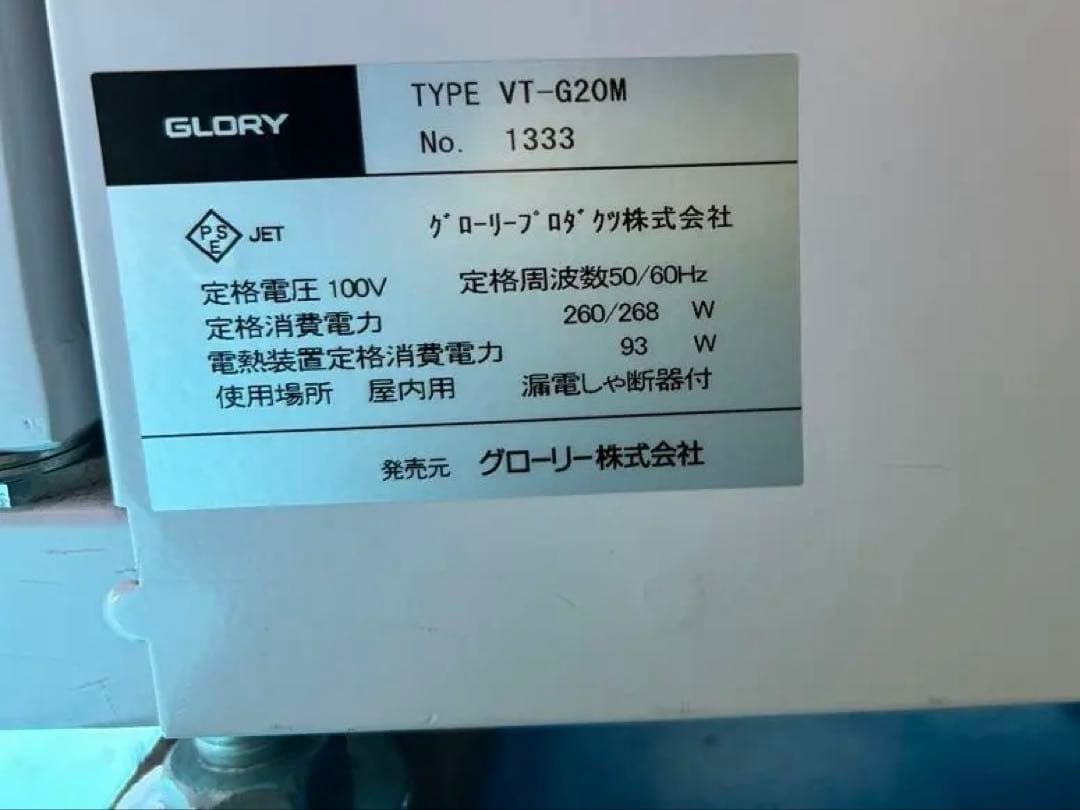 GLORY
TYPE VT-G20M
No. 1333
PSE JET
ｸﾞﾛｰﾘｰﾌﾟﾛﾀﾞｸﾂ株式会社
定格電圧 100V 定格周波数50/60Hz
定格消費電力 260/268 W
電熱装置定格消費電力 93 W
使用場所 屋内用 漏電しゃ断器付
発売元 グローリー株式会社